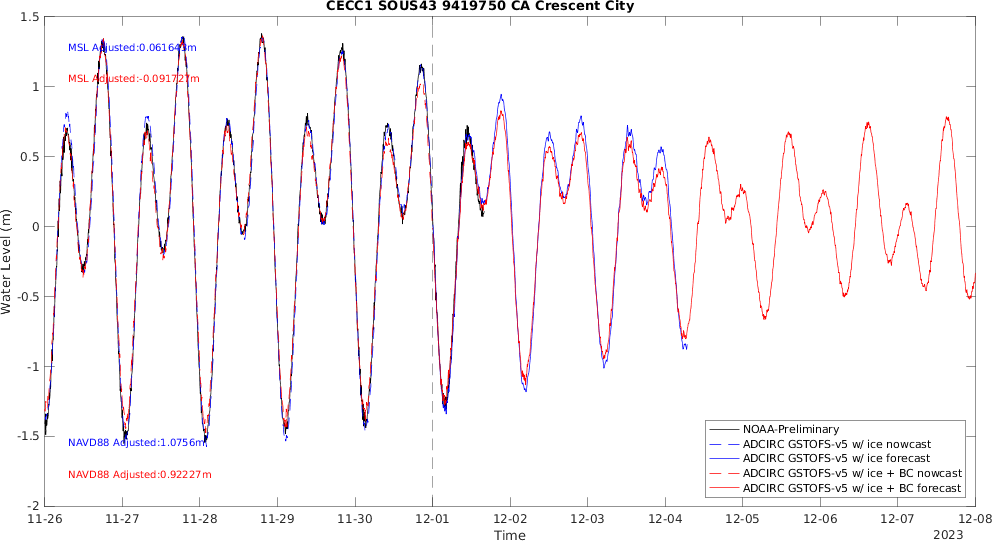 CECC1 SOUS43 9419750 CA Crescent City
1.5
1
0.5
0
-0.5
-1
-1.5
-2
Water Level (m)
MSL Adjusted:0.061643m
MSL Adjusted:-0.091727m
NAVD88 Adjusted:1.0756m
NAVD88 Adjusted:0.92227m
NOAA-Preliminary
ADCIRC GSTOFS-v5 w/ ice nowcast
ADCIRC GSTOFS-v5 w/ ice forecast
ADCIRC GSTOFS-v5 w/ ice + BC nowcast
ADCIRC GSTOFS-v5 w/ ice + BC forecast
11-26 11-27 11-28 11-29 11-30 12-01 12-02 12-03 12-04 12-05 12-06 12-07 12-08
Time
2023